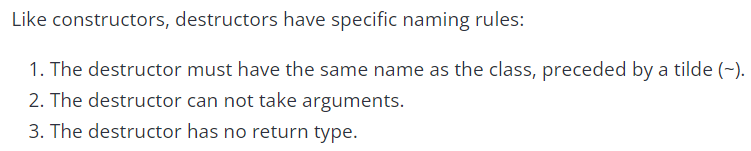 Like constructors, destructors have specific naming rules:
1. The destructor must have the same name as the class, preceded by a tilde (~).
2. The destructor can not take arguments.
3. The destructor has no return type.